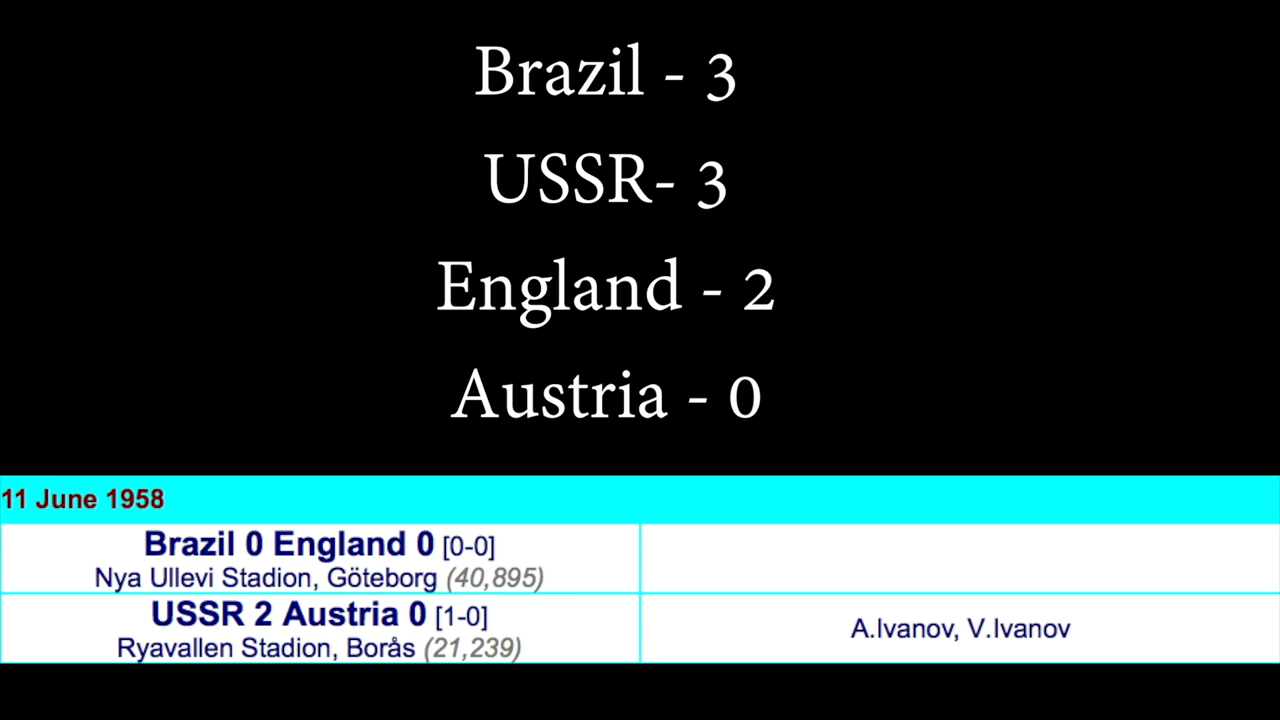 Brazil - 3
USSR- 3
England - 2
Austria - 0
11 June 1958
Brazil 0 England 0 [0-0]
Nya Ullevi Stadion, Göteborg (40,895)
USSR 2 Austria 0 [1-0]
Ryavallen Stadion, Borås (21,239)
A.Ivanov, V.Ivanov